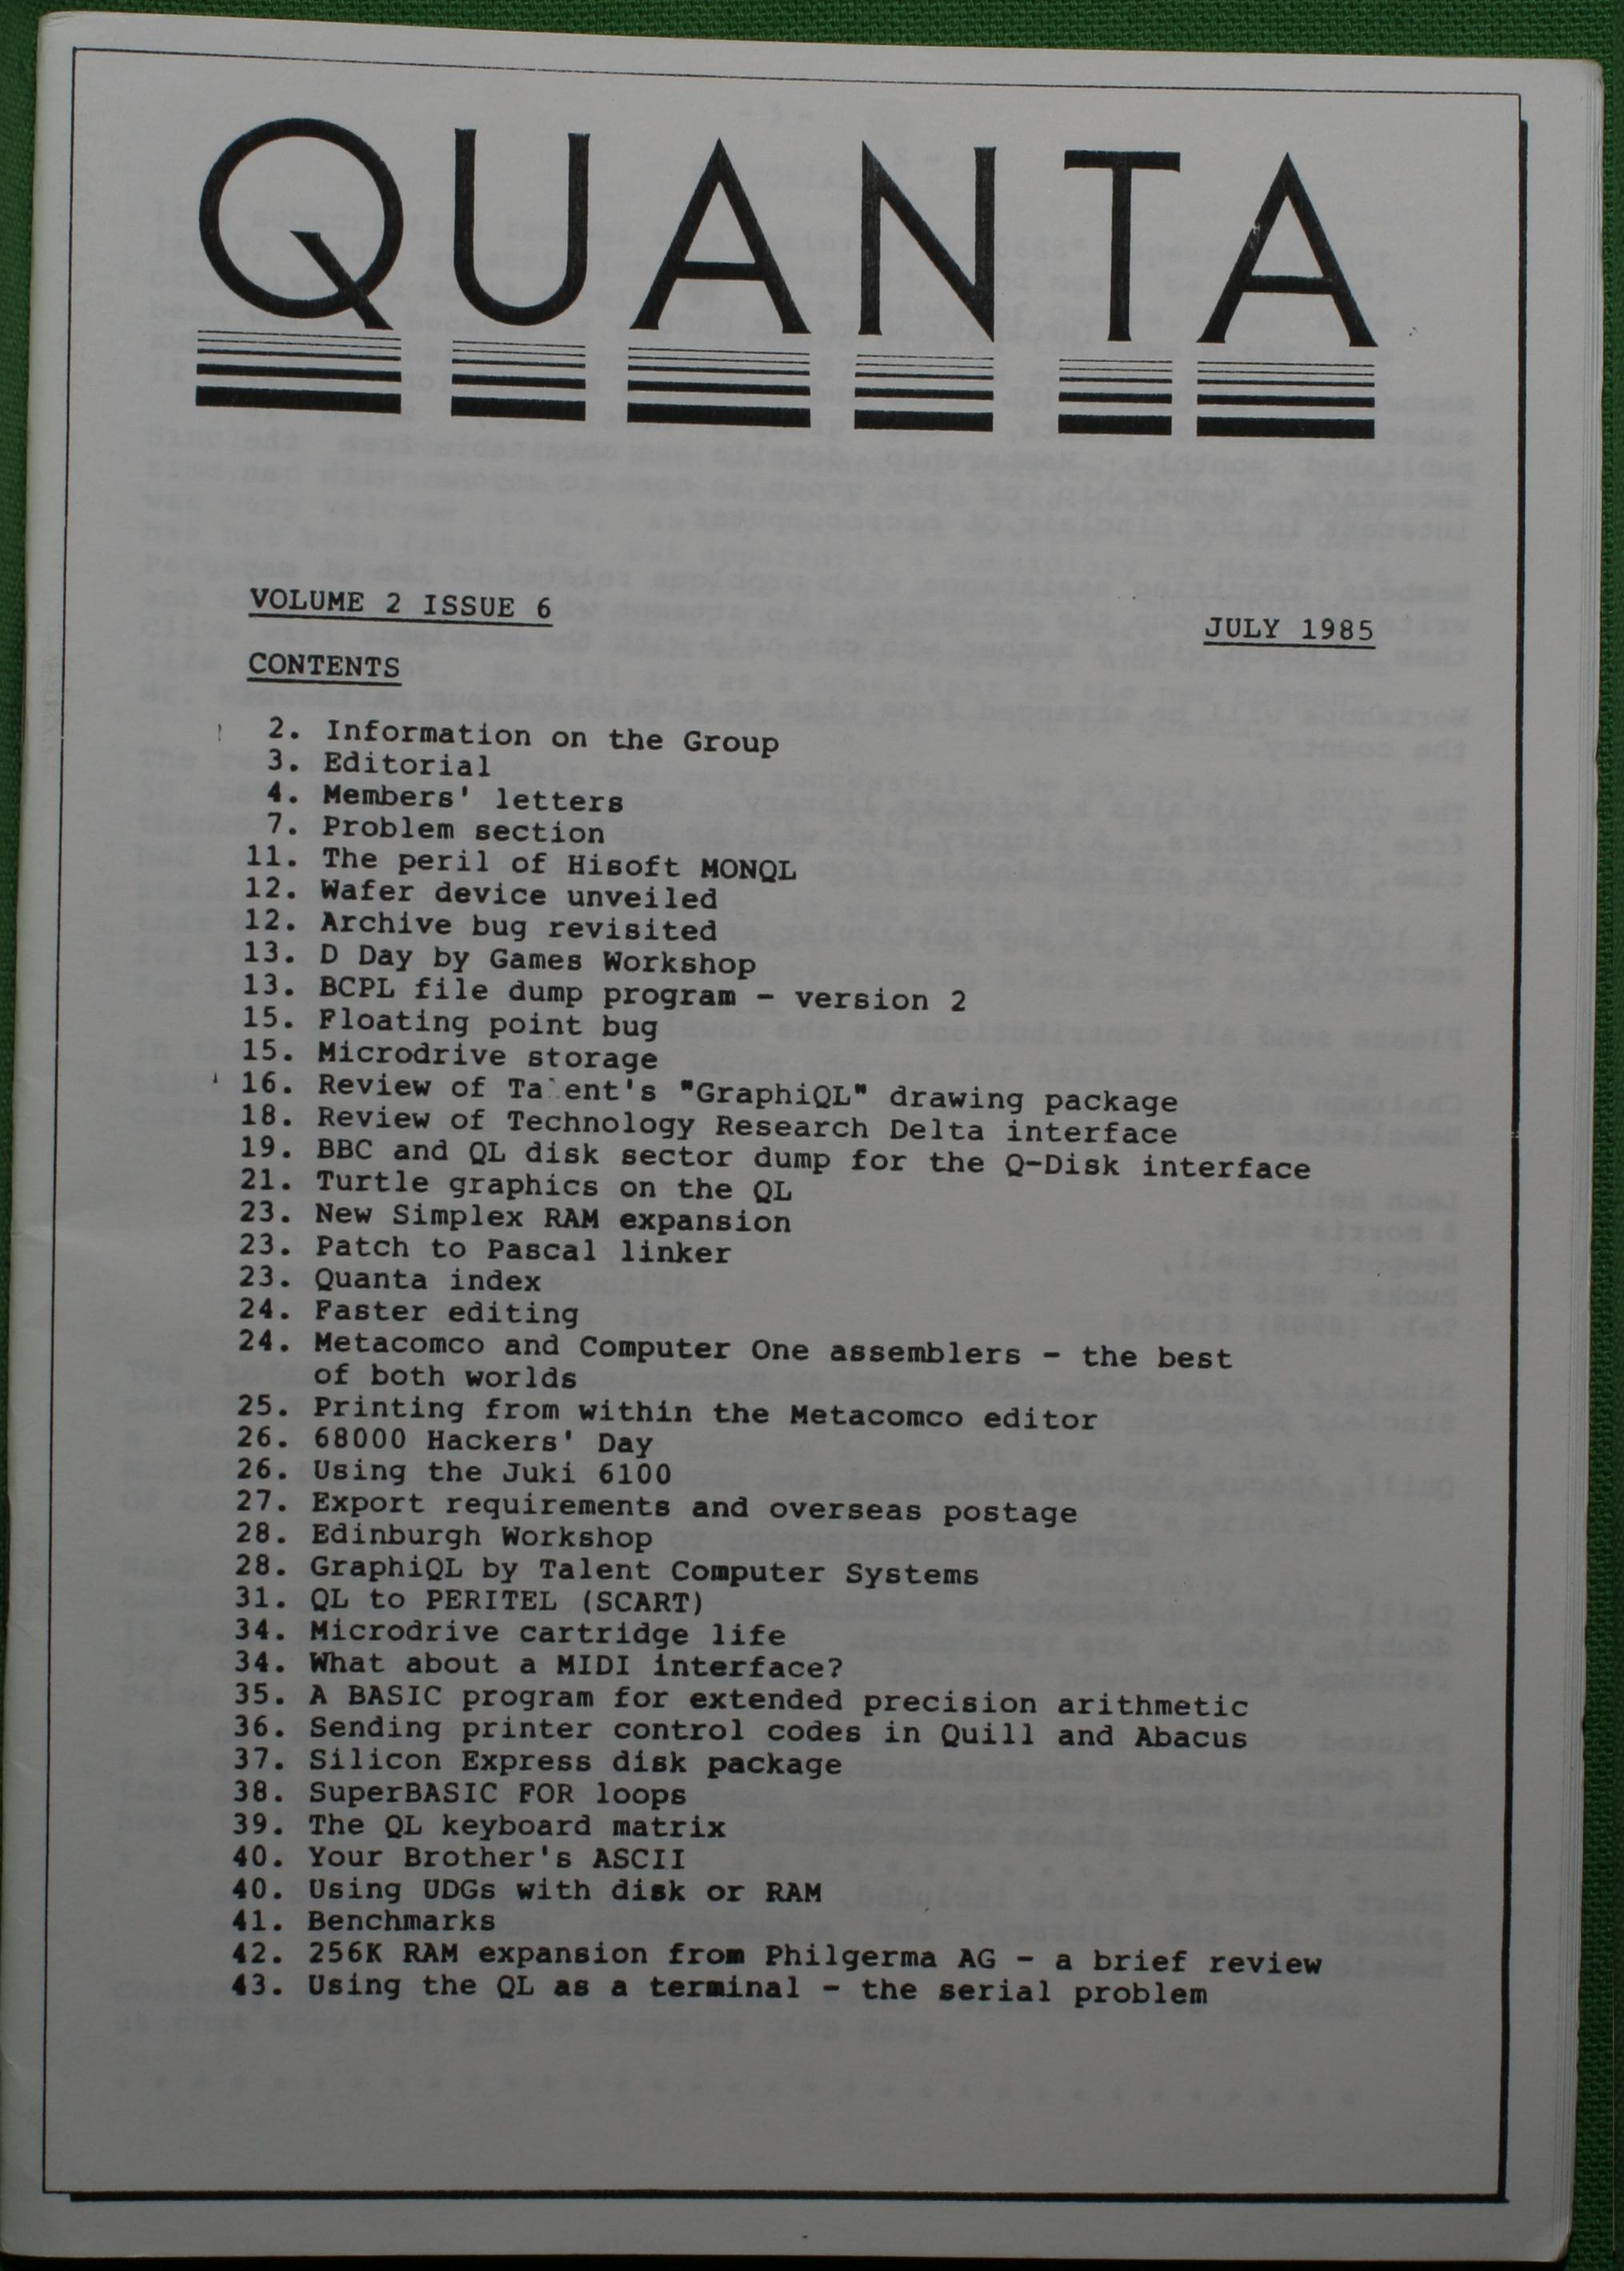 QUANTA
VOLUME 2 ISSUE 6
JULY 1985
CONTENTS
2. Information on the Group
3. Editorial
4. Members' letters
7. Problem section
11. The peril of Hisoft MONQL
12. Wafer device unveiled
12. Archive bug revisited
13. D Day by Games Workshop
13. BCPL file dump program - version 2
15. Floating point bug
15. Microdrive storage
16. Review of Ta ent's "GraphiQL" drawing package
18. Review of Technology Research Delta interface
19. BBC and QL disk sector dump for the Q-Disk interface
21. Turtle graphics on the QL
23. New Simplex RAM expansion
23. Patch to Pascal linker
23. Quanta index
24. Faster editing
24. Metacomco and Computer One assemblers - the best
of both worlds
25. Printing from within the Metacomco editor
26. 68000 Hackers' Day
26. Using the Juki 6100
27. Export requirements and overseas postage
28. Edinburgh Workshop
28. GraphiQL by Talent Computer Systems
31. QL to PERITEL (SCART)
34. Microdrive cartridge life
34. What about a MIDI interface?
35. A BASIC program for extended precision arithmetic
36. Sending printer control codes in Quill and Abacus
37. Silicon Express disk package
38. SuperBASIC FOR loops
39. The QL keyboard matrix
40. Your Brother's ASCII
40. Using UDGs with disk or RAM
41. Benchmarks
42. 256K RAM expansion from Philgerma AG - a brief review
43. Using the QL as a terminal - the serial problem